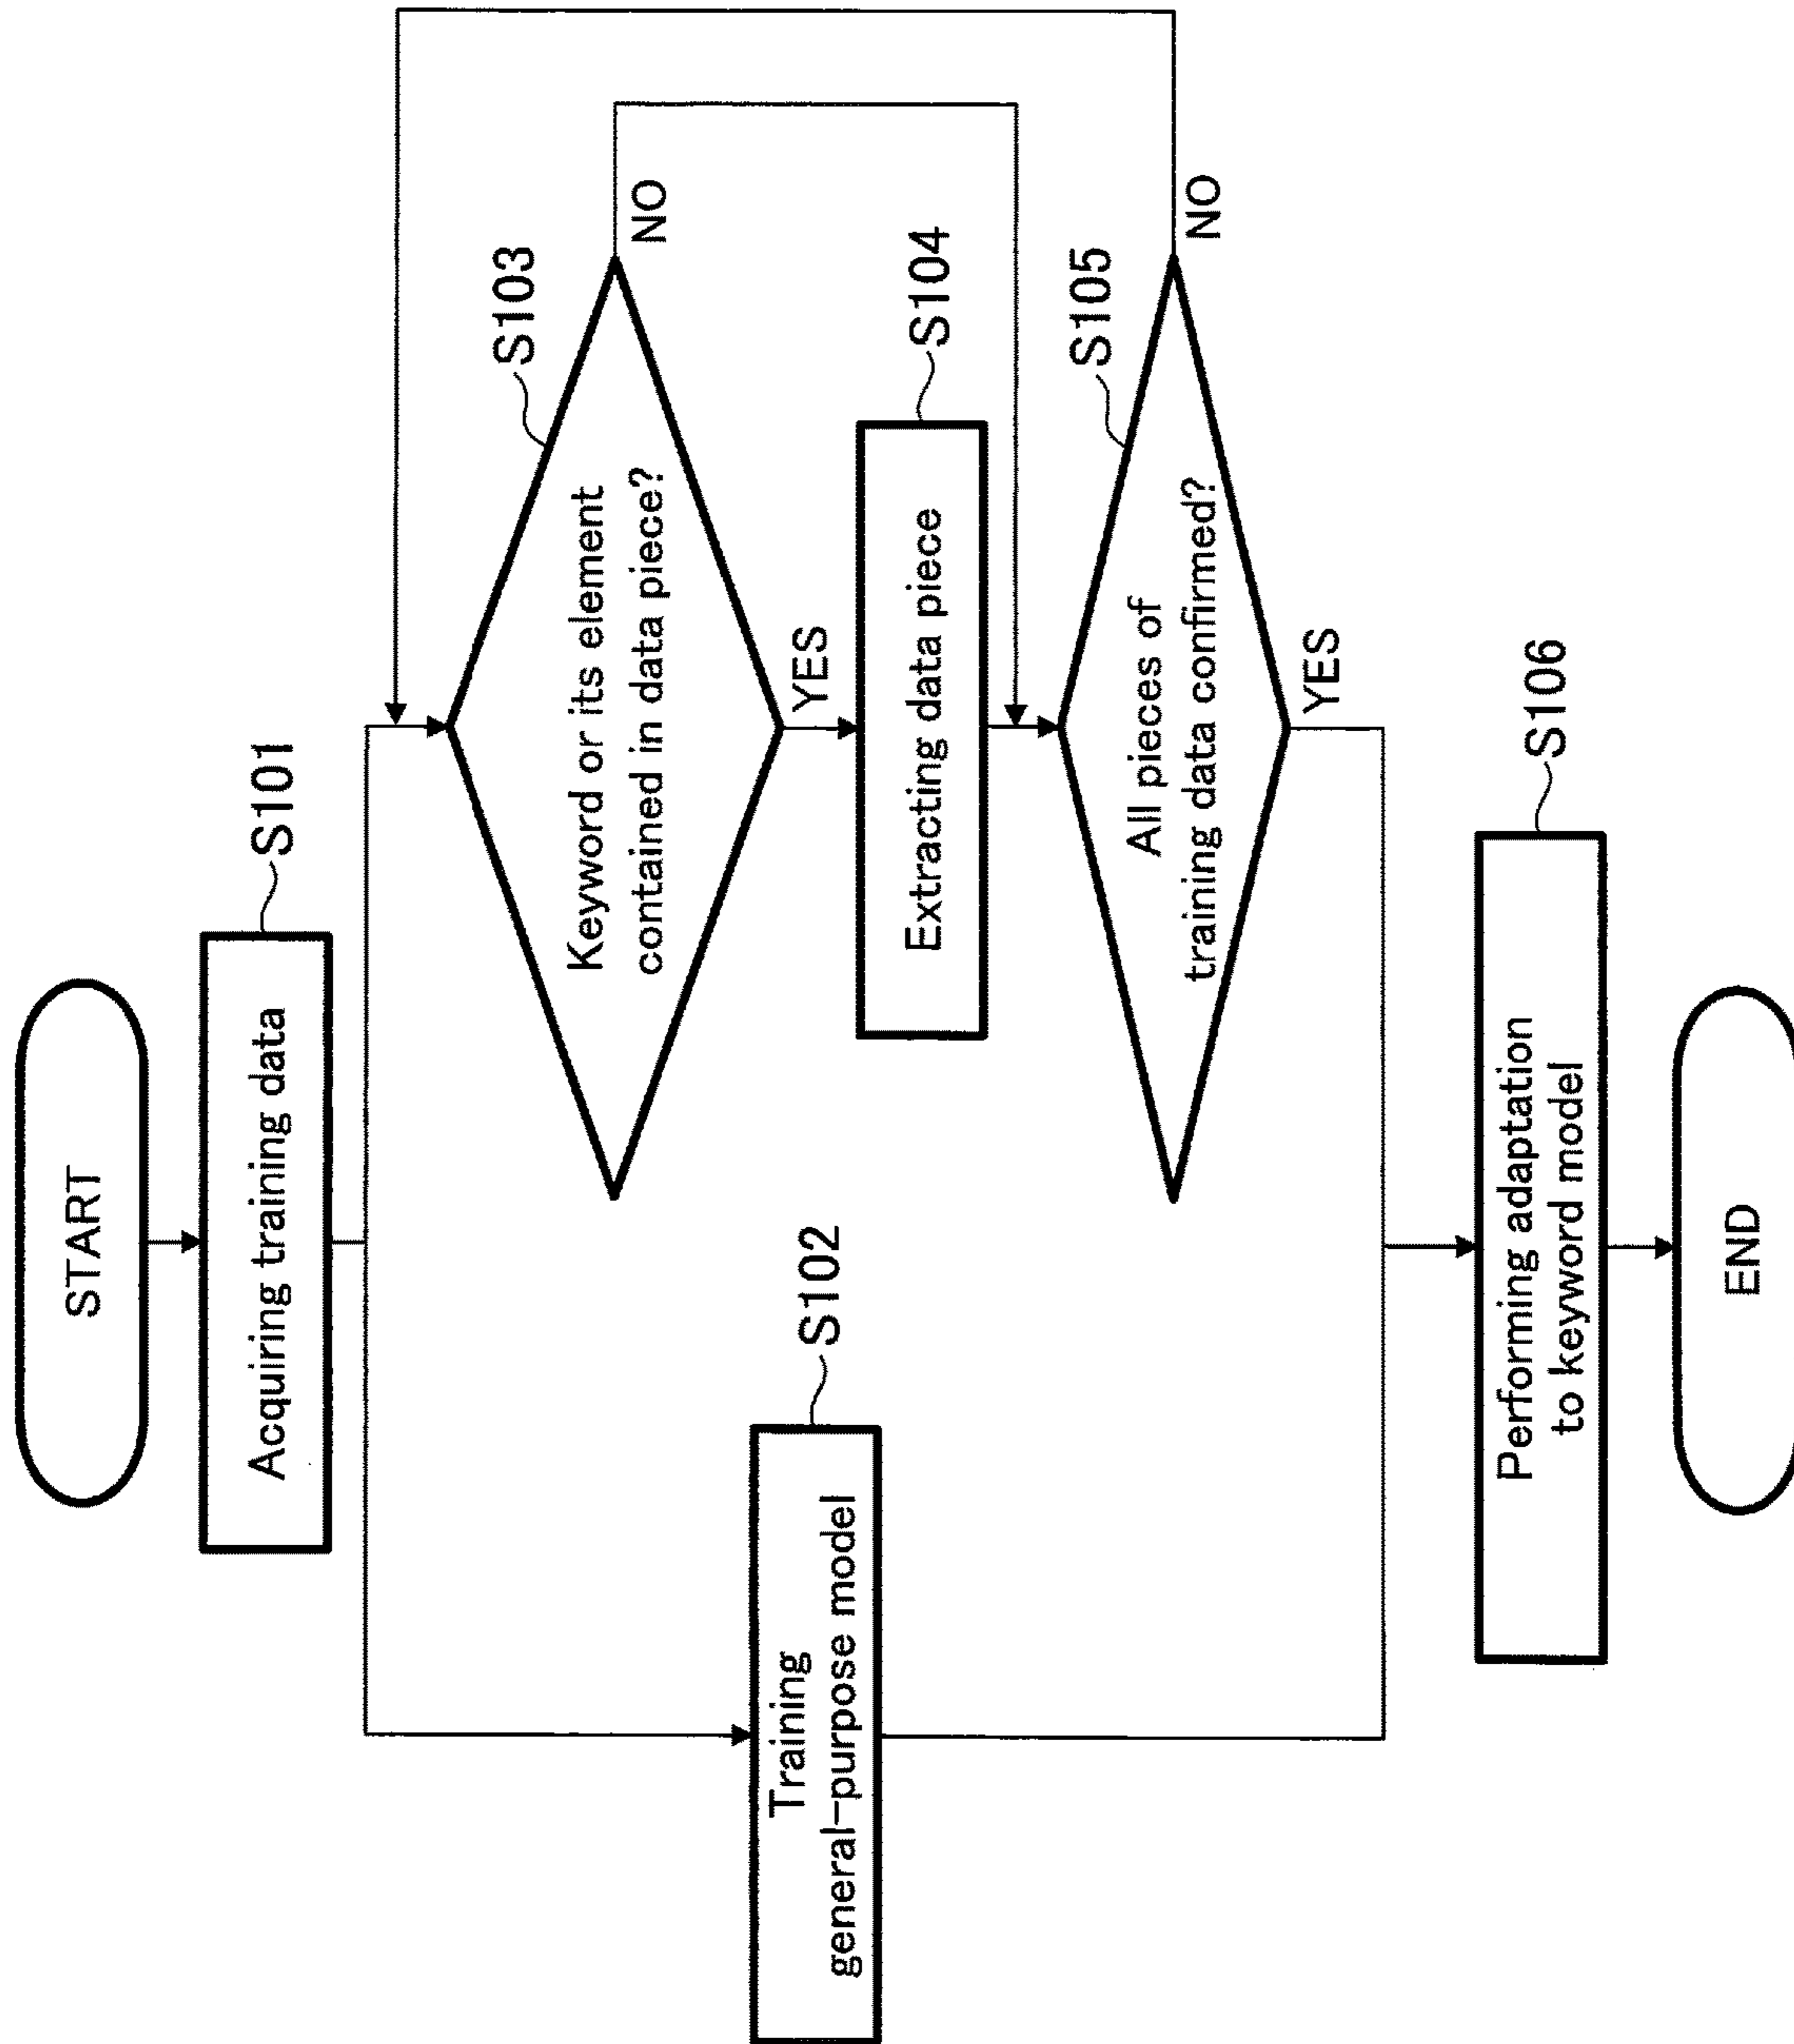 START
Acquiring training data
S101
Training
general-purpose model
S102
Keyword or its element
contained in data piece?
S103
NO
YES
Extracting data piece
S104
All pieces of
training data confirmed?
S105
NO
YES
Performing adaptation
to keyword model
S106
END